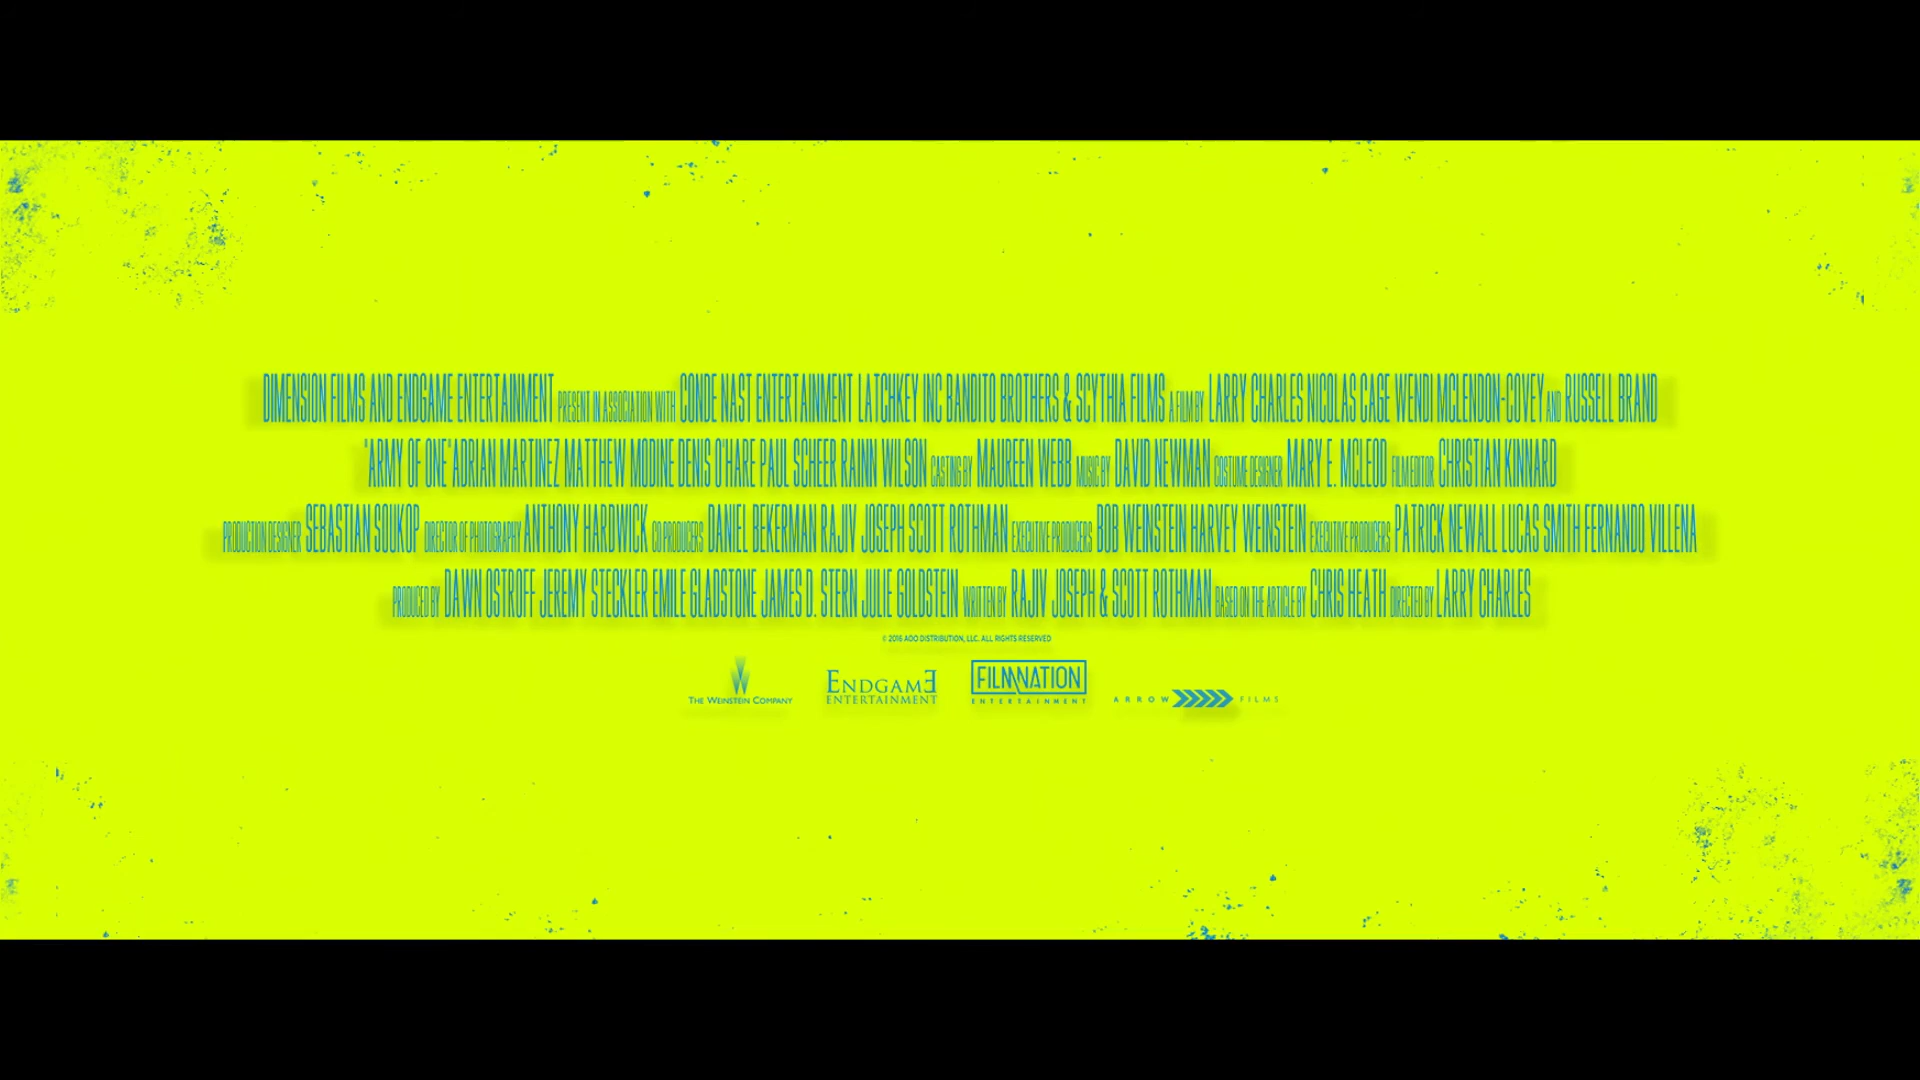 DIMENSION FILMS AND ENDGAME ENTERTAINMENT PRESENT IN ASSOCIATION WITH CONDE NAST ENTERTAINMENT LATCHKEY INC BANDITO BROTHERS & SCYTHIA FILMS A FILM BY LARRY CHARLES NICOLAS CAGE WENDI MCLENDON-COVEY AND RUSSELL BRAND
"ARMY OF ONE" ADRIAN MARTINEZ MATTHEW MODINE DENIS O'HARE PAUL SCHEER RAINN WILSON CASTING BY MAUREEN WEBB MUSIC BY DAVID NEWMAN COSTUME DESIGNER MARY E. MCLEOD FILM EDITOR CHRISTIAN KINNARD
PRODUCTION DESIGNER SEBASTIAN SOUKOP DIRECTOR OF PHOTOGRAPHY ANTHONY HARDWICK CO PRODUCERS DANIEL BEKERMAN RAJIV JOSEPH SCOTT ROTHMAN EXECUTIVE PRODUCERS BOB WEINSTEIN HARVEY WEINSTEIN EXECUTIVE PRODUCERS PATRICK NEWALL LUCAS SMITH FERNANDO VILLENA
PRODUCED BY DAWN OSTROFF JEREMY STECKLER EMILE GLADSTONE JAMES D. STERN JULIE GOLDSTEIN WRITTEN BY RAJIV JOSEPH & SCOTT ROTHMAN BASED ON THE ARTICLE BY CHRIS HEATH DIRECTED BY LARRY CHARLES
© 2016 AOO DISTRIBUTION, LLC. ALL RIGHTS RESERVED
THE WEINSTEIN COMPANY
ENDGAME
ENTERTAINMENT
FILMNATION
ENTERTAINMENT
ARROW FILMS